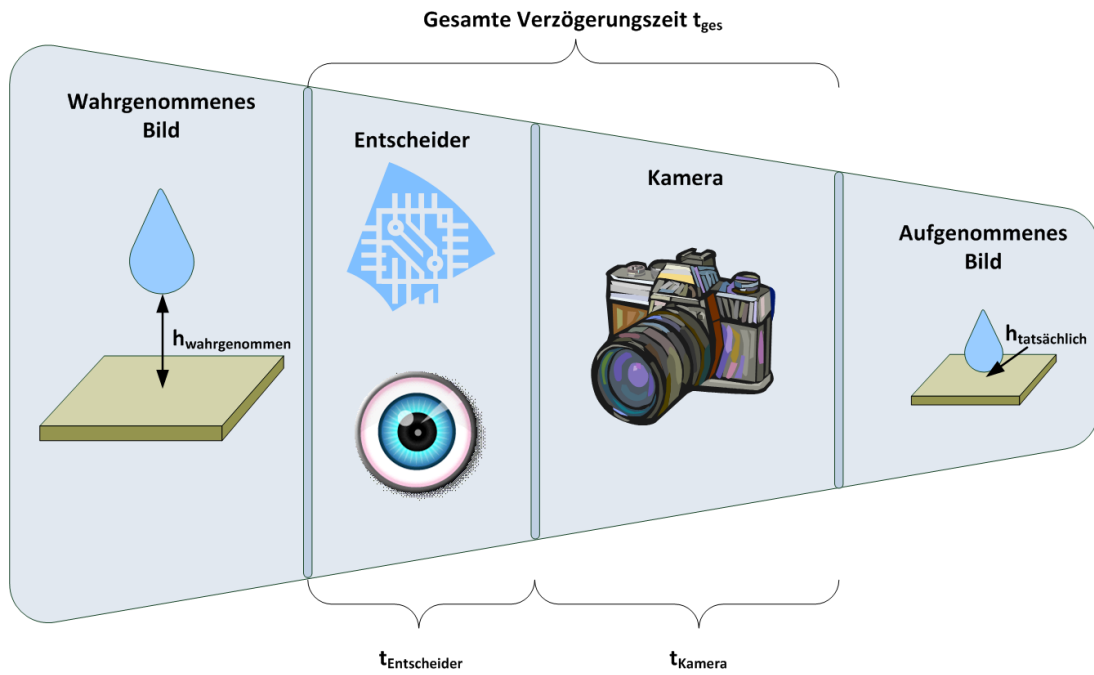 Gesamte Verzögerungszeit tges
Wahrgenommenes
Bild
Entscheider
Kamera
Aufgenommenes
Bild
hwahrgenommen
htatsächlich
tEntscheider
tKamera